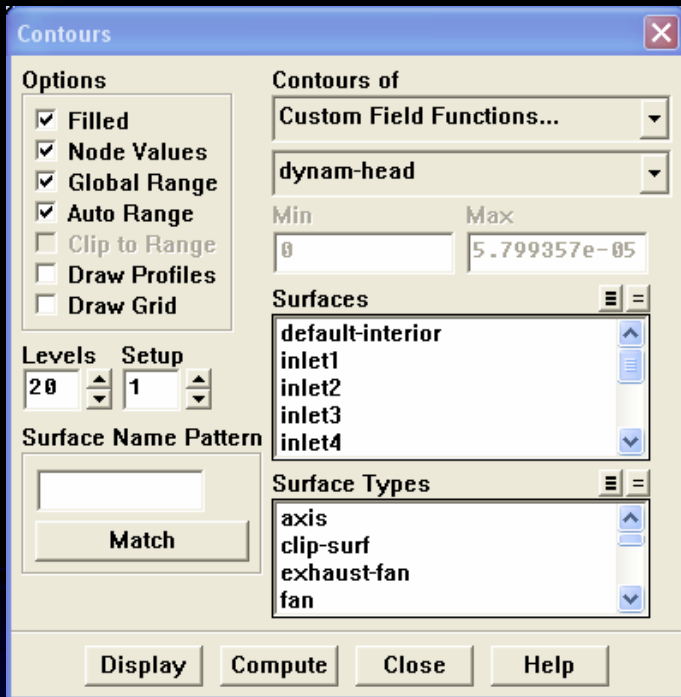 Contours
Options
Filled
Node Values
Global Range
Auto Range
Clip to Range
Draw Profiles
Draw Grid
Levels Setup
20 1
Surface Name Pattern
Match
Contours of
Custom Field Functions...
dynam-head
Min Max
0 5.799357e-05
Surfaces
default-interior
inlet1
inlet2
inlet3
inlet4
Surface Types
axis
clip-surf
exhaust-fan
fan
Display Compute Close Help